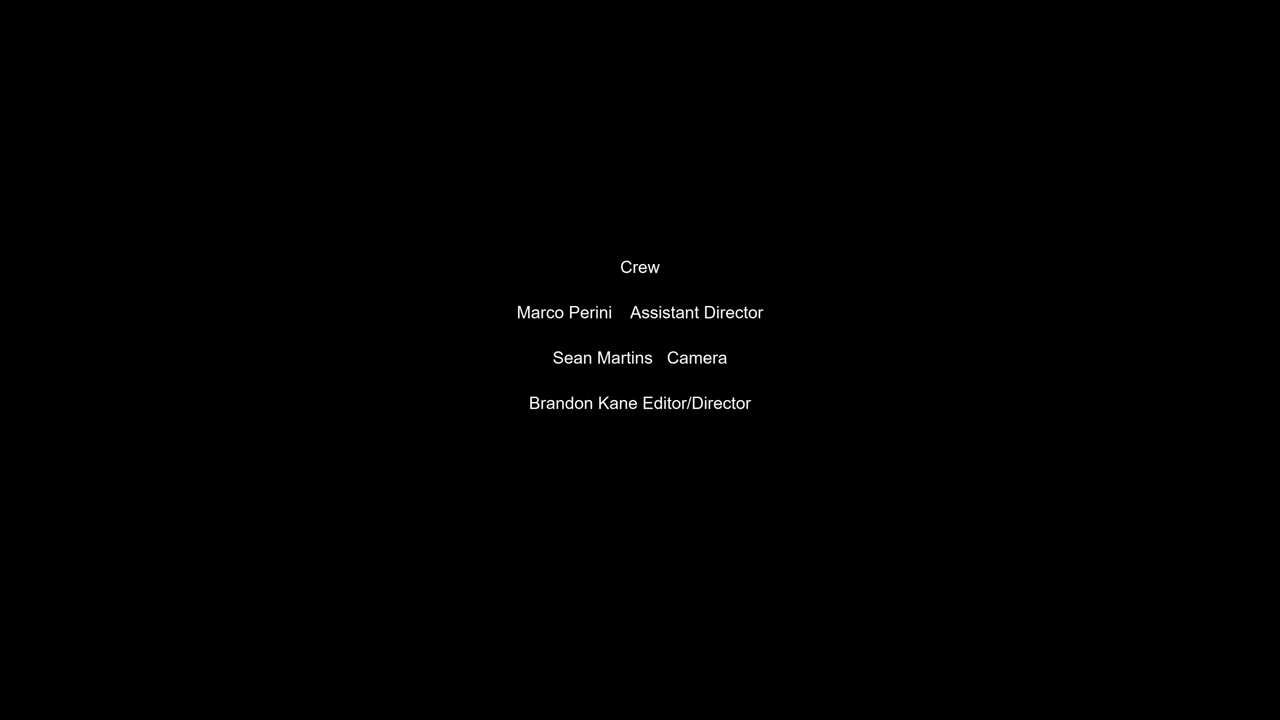 Crew
Marco Perini    Assistant Director
Sean Martins   Camera
Brandon Kane Editor/Director